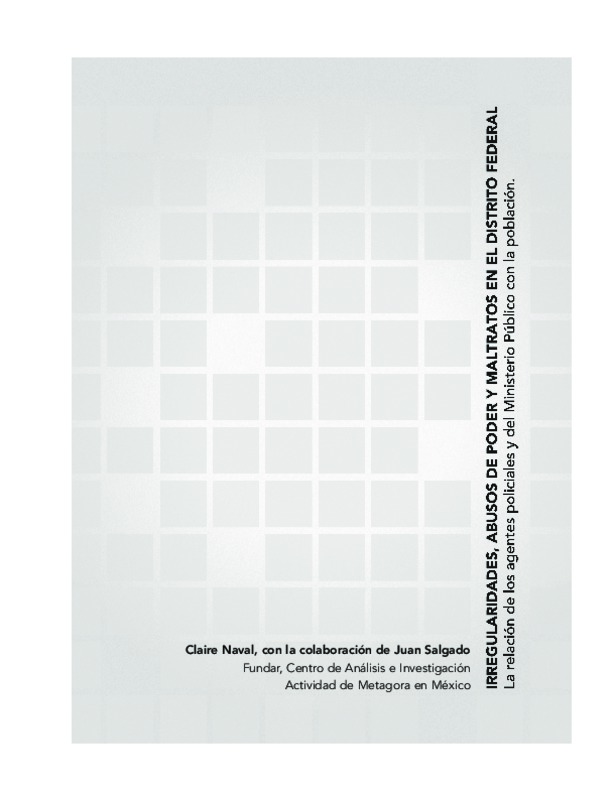 IRREGULARIDADES, ABUSOS DE PODER Y MALTRATOS EN EL DISTRITO FEDERAL
La relación de los agentes policiales y del Ministerio Público con la población.
Claire Naval, con la colaboración de Juan Salgado
Fundar, Centro de Análisis e Investigación
Actividad de Metagora en México